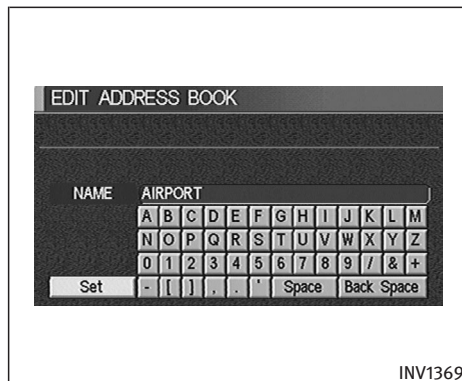 EDIT ADDRESS BOOK
NAME AIRPORT
A B C D E F G H I J K L M
N O P Q R S T U V W X Y Z
0 1 2 3 4 5 6 7 8 9 / & +
Set - [ ] , . ' Space Back Space
INV1369